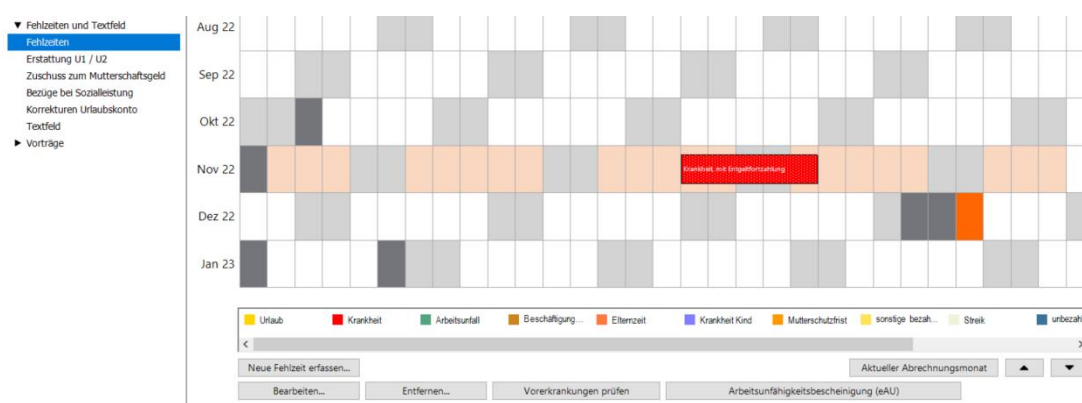 Fehlzeiten und Textfeld
Fehlzeiten
Erstattung U1 / U2
Zuschuss zum Mutterschaftsgeld
Bezüge bei Sozialleistung
Korrekturen Urlaubskonto
Textfeld
Vorträge
Aug 22
Sep 22
Okt 22
Nov 22
Krankheit, mit Entgeltfortzahlung
Dez 22
Jan 23
Urlaub Krankheit Arbeitsunfall Beschäftigung... Elternzeit Krankheit Kind Mutterschutzfrist sonstige bezah... Streik unbezahl
Neue Fehlzeit erfassen... Aktueller Abrechnungsmonat
Bearbeiten... Entfernen... Vorerkrankungen prüfen Arbeitsunfähigkeitsbescheinigung (eAU)